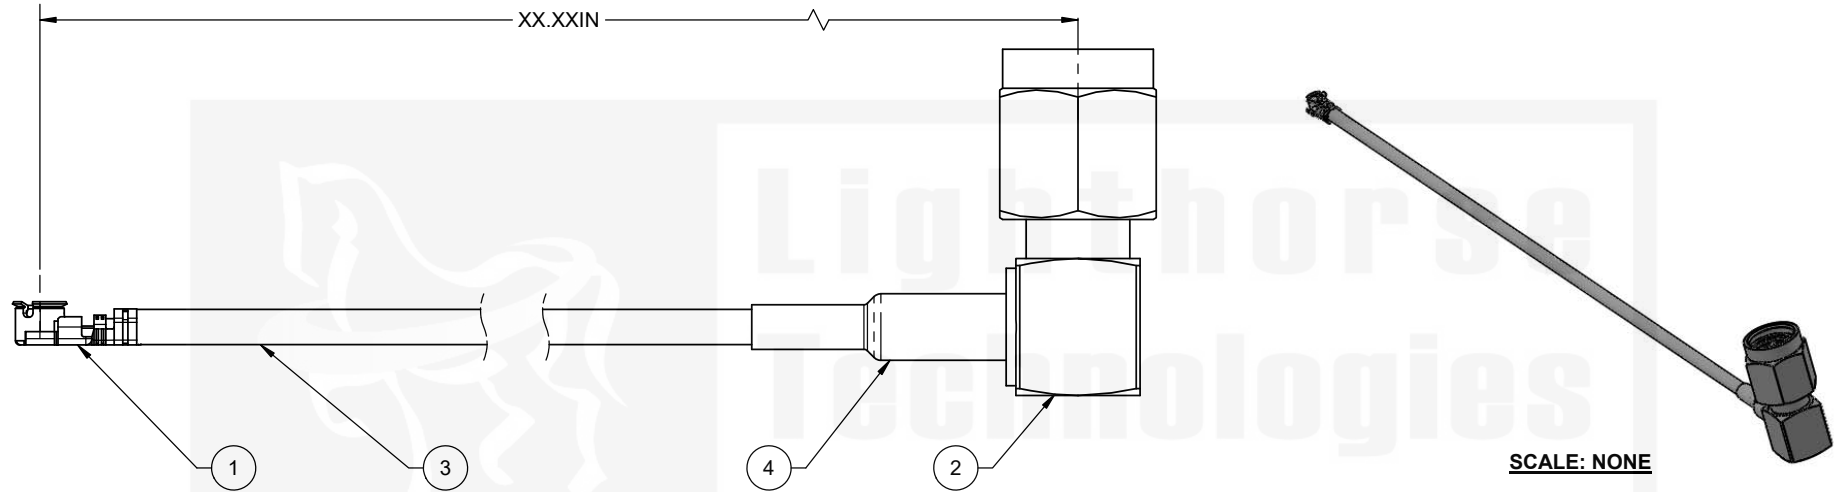 XX.XXIN
Lighthorse
Technologies
1
3
4
2
SCALE: NONE